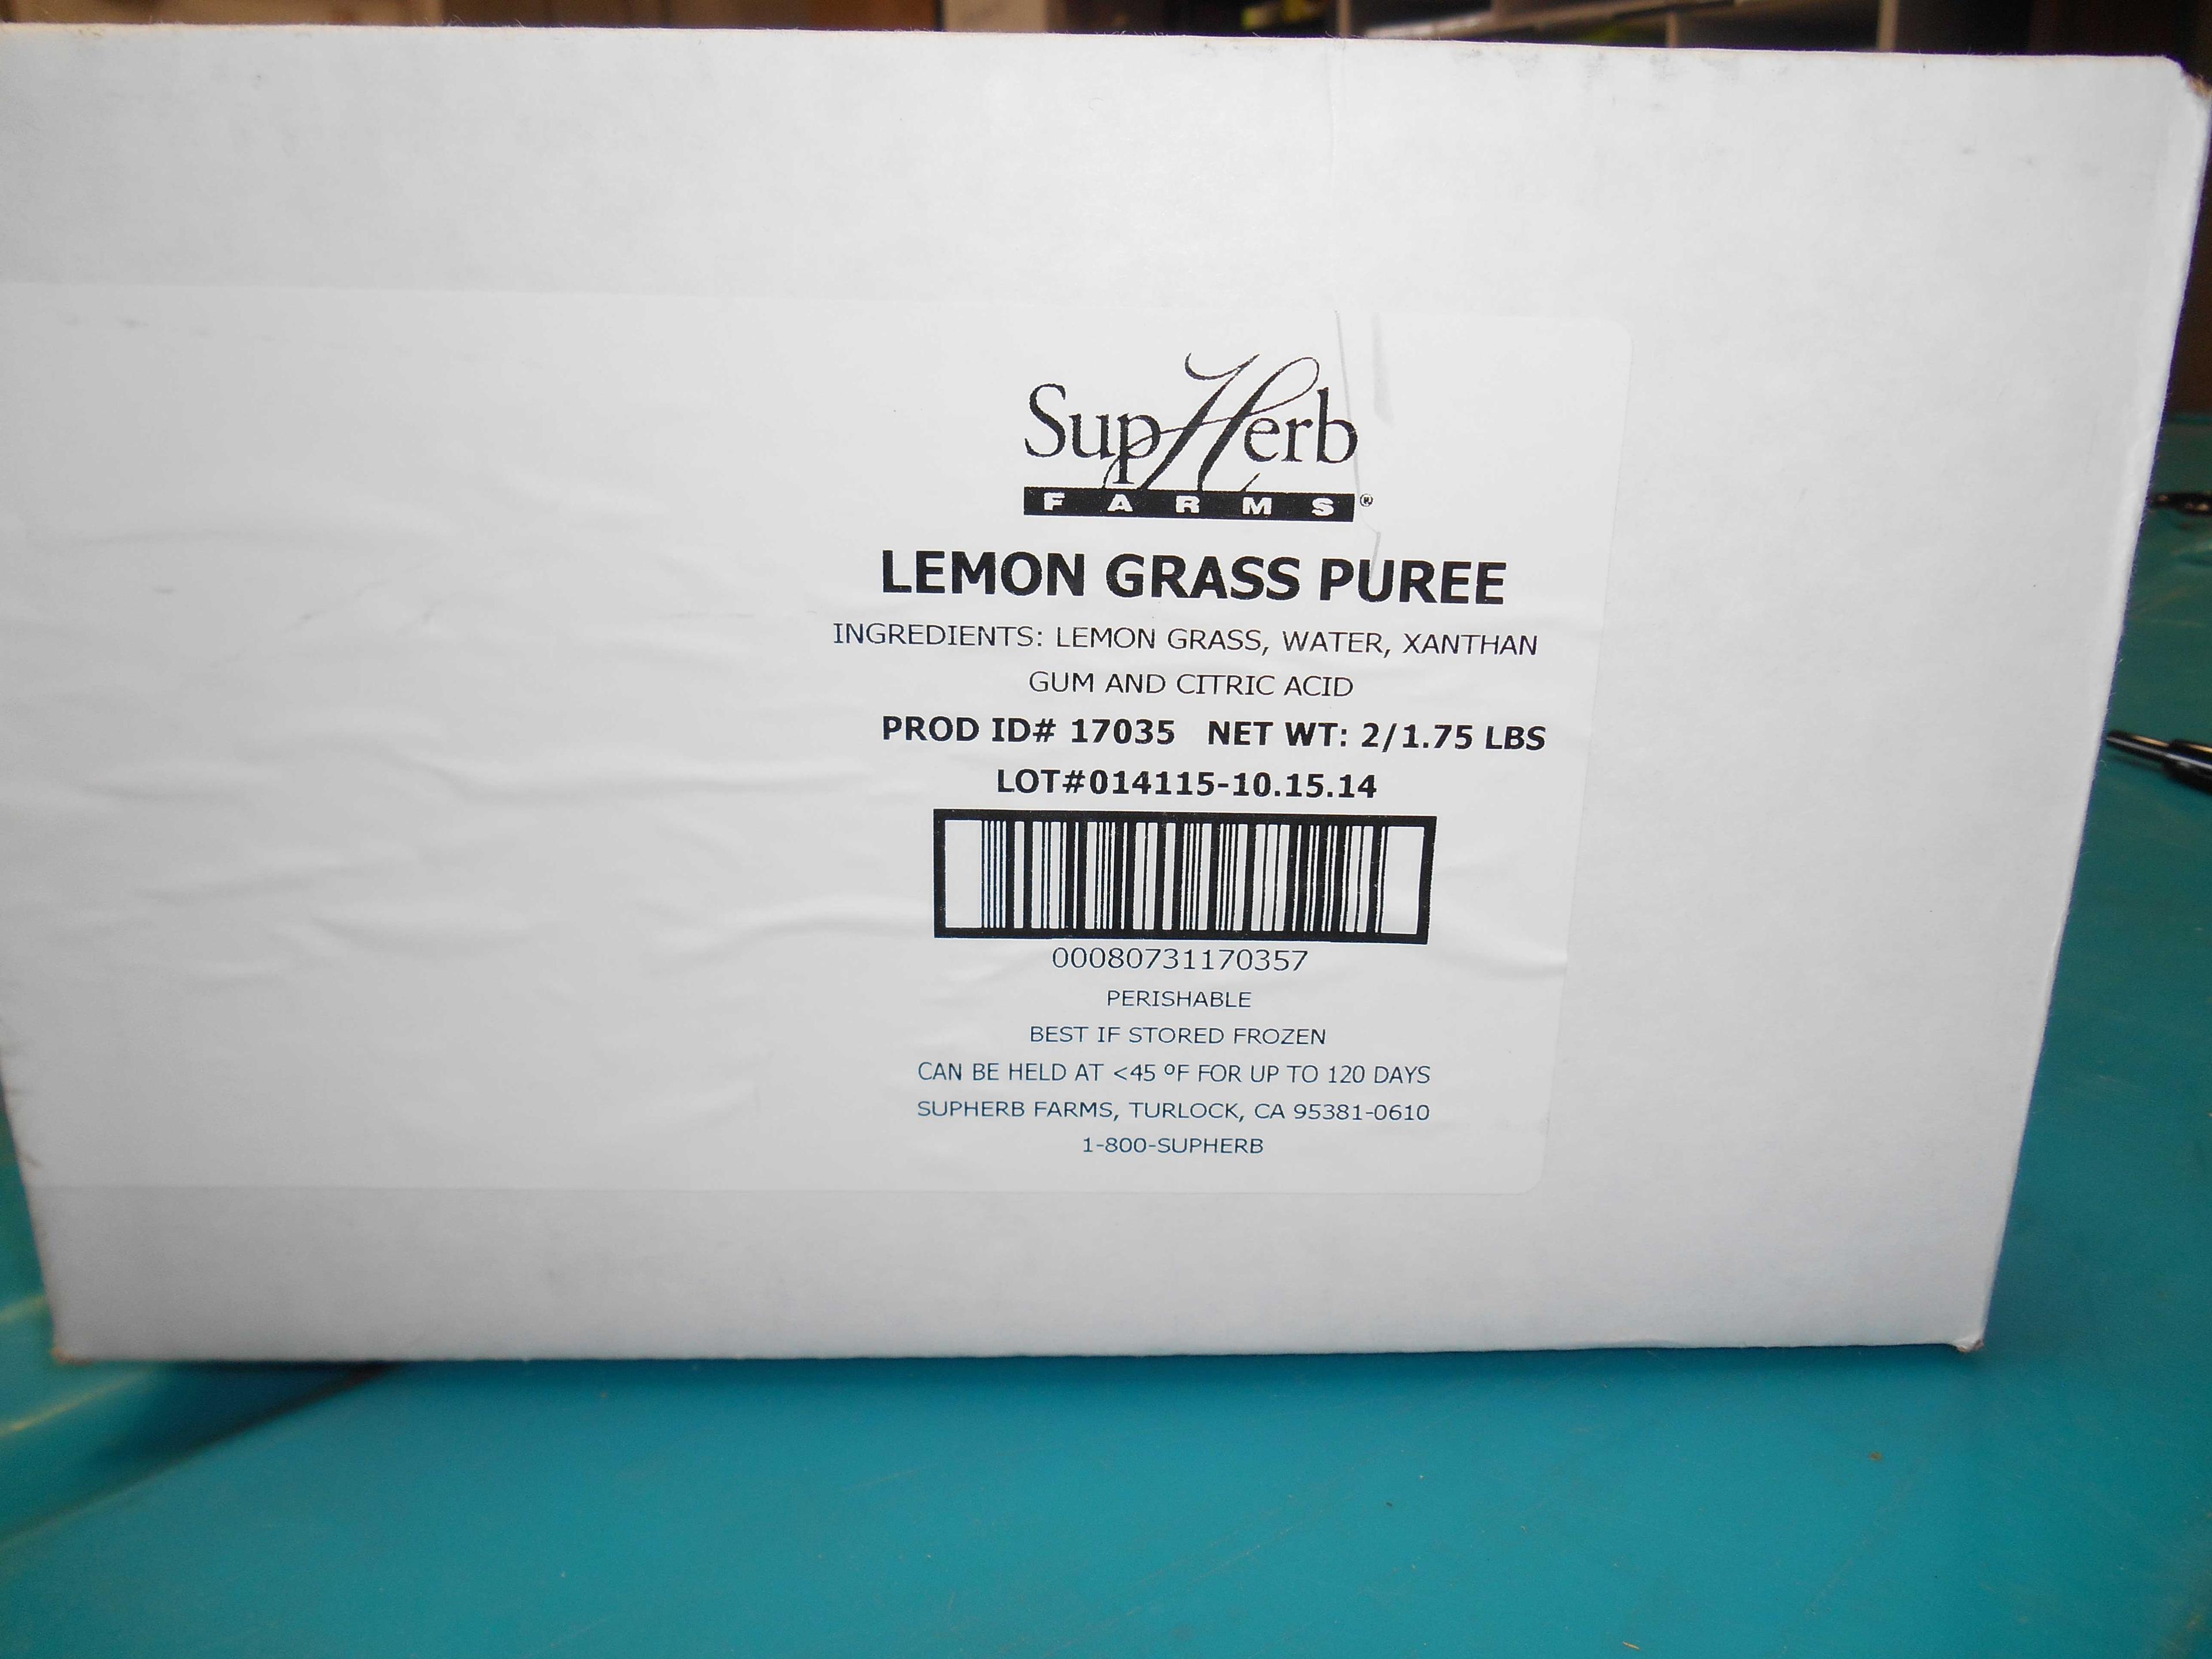 SupHerb
FARMS®
LEMON GRASS PUREE
INGREDIENTS: LEMON GRASS, WATER, XANTHAN
GUM AND CITRIC ACID
PROD ID# 17035 NET WT: 2/1.75 LBS
LOT#014115-10.15.14
00080731170357
PERISHABLE
BEST IF STORED FROZEN
CAN BE HELD AT <45 ºF FOR UP TO 120 DAYS
SUPHERB FARMS, TURLOCK, CA 95381-0610
1-800-SUPHERB